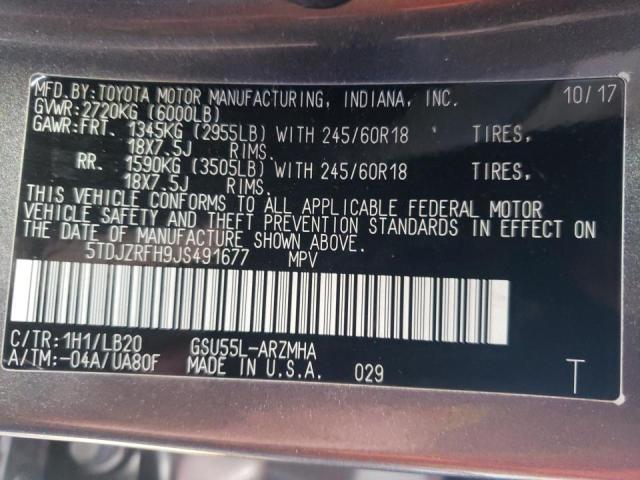 MFD.BY:TOYOTA MOTOR MANUFACTURING, INDIANA, INC. 10/17
GVWR:2720KG (6000LB)
GAWR:FRT. 1345KG (2955LB) WITH 245/60R18 TIRES,
18X7.5J RIMS.
RR. 1590KG (3505LB) WITH 245/60R18 TIRES,
18X7.5J RIMS.
THIS VEHICLE CONFORMS TO ALL APPLICABLE FEDERAL MOTOR
VEHICLE SAFETY AND THEFT PREVENTION STANDARDS IN EFFECT ON
THE DATE OF MANUFACTURE SHOWN ABOVE.
5TDJZRFH9JS491677 MPV
C/TR:1H1/LB20 GSU55L-ARZMHA
A/TM:-04A/UA80F MADE IN U.S.A. 029 T